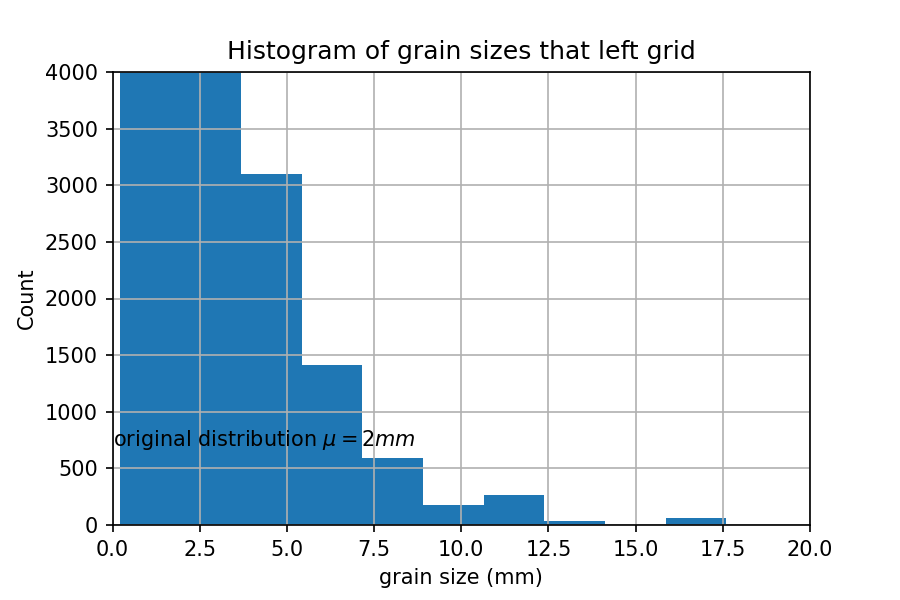 Histogram of grain sizes that left grid
4000
3500
3000
2500
2000
1500
1000
500
0
Count
original distribution μ = 2mm
0.0 2.5 5.0 7.5 10.0 12.5 15.0 17.5 20.0
grain size (mm)